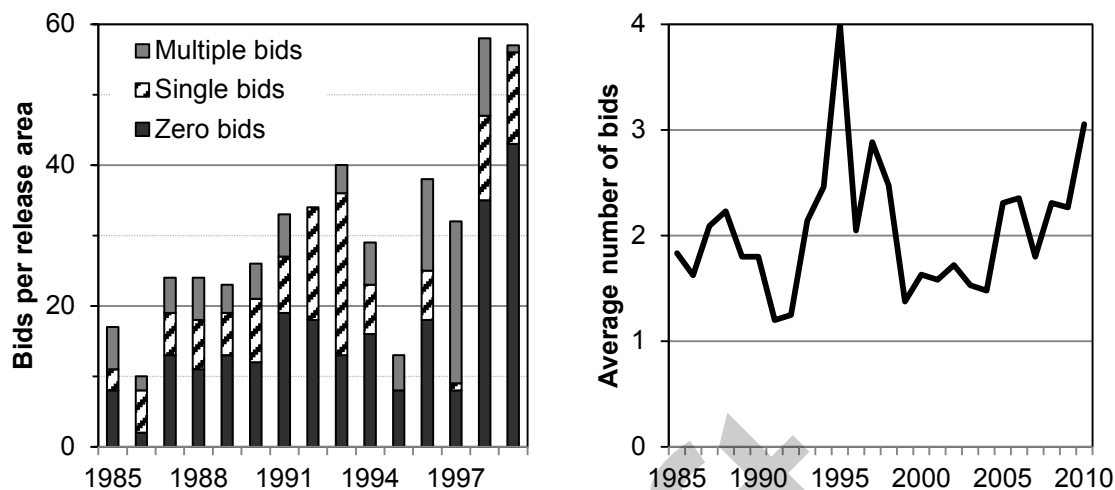 Bids per release area
60
40
20
0
Multiple bids
Single bids
Zero bids
1985 1988 1991 1994 1997
Average number of bids
4
3
2
1
0
1985 1990 1995 2000 2005 2010